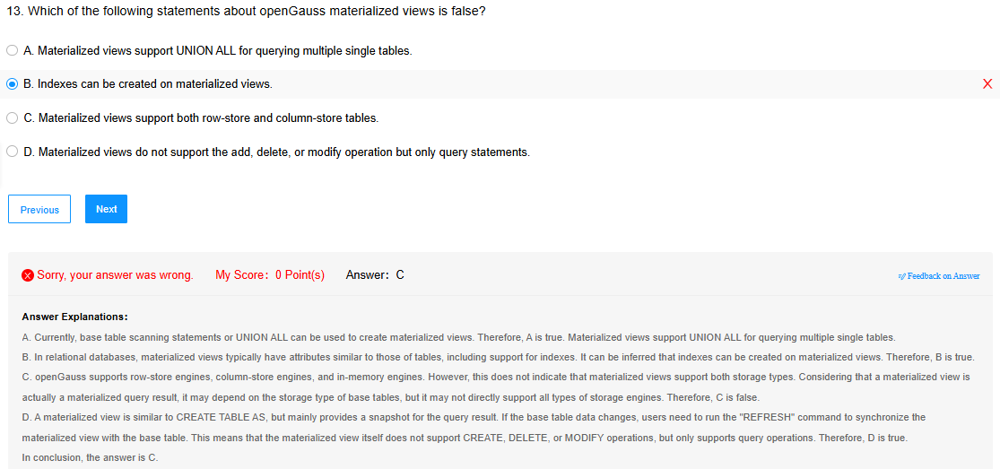 13. Which of the following statements about openGauss materialized views is false?
A. Materialized views support UNION ALL for querying multiple single tables.
B. Indexes can be created on materialized views.
C. Materialized views support both row-store and column-store tables.
D. Materialized views do not support the add, delete, or modify operation but only query statements.
Previous Next
Sorry, your answer was wrong. My Score: 0 Point(s) Answer: C Feedback on Answer
Answer Explanations:
A. Currently, base table scanning statements or UNION ALL can be used to create materialized views. Therefore, A is true. Materialized views support UNION ALL for querying multiple single tables.
B. In relational databases, materialized views typically have attributes similar to those of tables, including support for indexes. It can be inferred that indexes can be created on materialized views. Therefore, B is true.
C. openGauss supports row-store engines, column-store engines, and in-memory engines. However, this does not indicate that materialized views support both storage types. Considering that a materialized view is
actually a materialized query result, it may depend on the storage type of base tables, but it may not directly support all types of storage engines. Therefore, C is false.
D. A materialized view is similar to CREATE TABLE AS, but mainly provides a snapshot for the query result. If the base table data changes, users need to run the "REFRESH" command to synchronize the
materialized view with the base table. This means that the materialized view itself does not support CREATE, DELETE, or MODIFY operations, but only supports query operations. Therefore, D is true.
In conclusion, the answer is C.